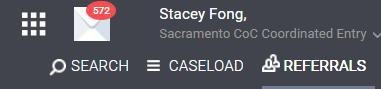 572
Stacey Fong,
Sacramento CoC Coordinated Entry
SEARCH CASELOAD REFERRALS